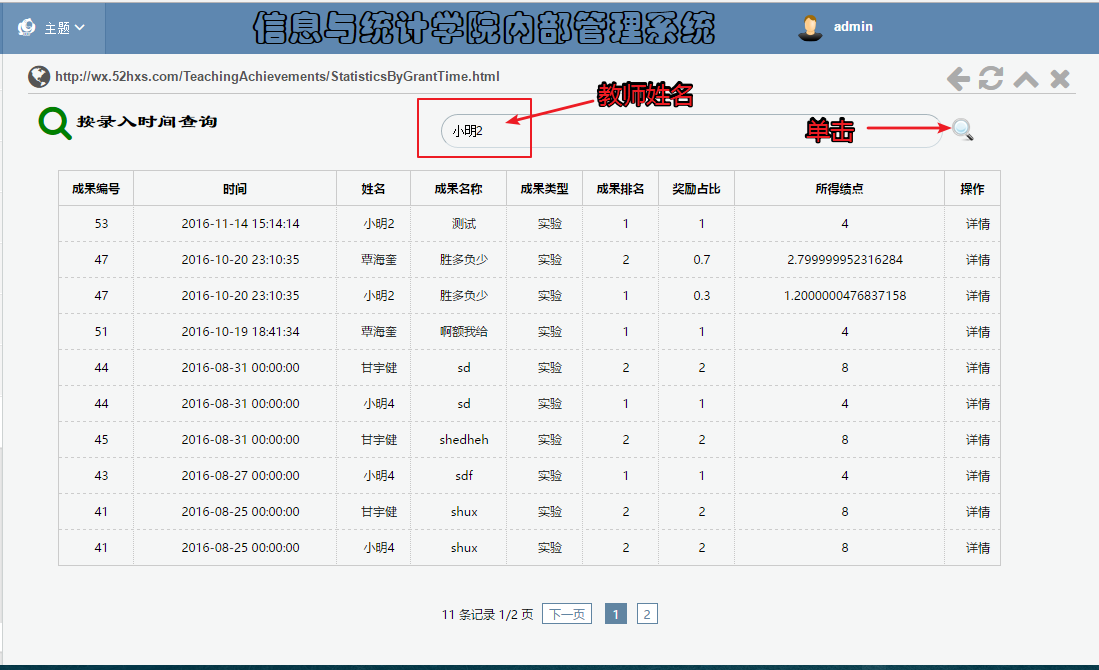 主题
信息与统计学院内部管理系统
admin
http://wx.52hxs.com/TeachingAchievements/StatisticsByGrantTime.html
教师姓名
按录入时间查询
小明2
单击
成果编号 时间 姓名 成果名称 成果类型 成果排名 奖励占比 所得绩点 操作
53 2016-11-14 15:14:14 小明2 测试 实验 1 1 4 详情
47 2016-10-20 23:10:35 覃海奎 胜多负少 实验 2 0.7 2.799999952316284 详情
47 2016-10-20 23:10:35 小明2 胜多负少 实验 1 0.3 1.2000000476837158 详情
51 2016-10-19 18:41:34 覃海奎 啊额我给 实验 1 1 4 详情
44 2016-08-31 00:00:00 甘宇健 sd 实验 2 2 8 详情
44 2016-08-31 00:00:00 小明4 sd 实验 1 1 4 详情
45 2016-08-31 00:00:00 甘宇健 shedheh 实验 2 2 8 详情
43 2016-08-27 00:00:00 小明4 sdf 实验 1 1 4 详情
41 2016-08-25 00:00:00 甘宇健 shux 实验 2 2 8 详情
41 2016-08-25 00:00:00 小明4 shux 实验 2 2 8 详情
11 条记录 1/2 页 下一页 1 2